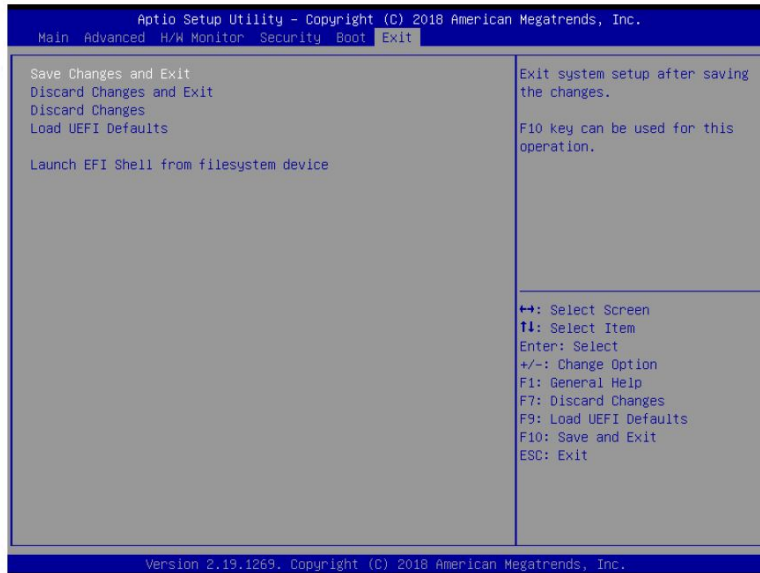 Aptio Setup Utility – Copyright (C) 2018 American Megatrends, Inc.
Main Advanced H/W Monitor Security Boot Exit
Save Changes and Exit
Discard Changes and Exit
Discard Changes
Load UEFI Defaults
Launch EFI Shell from filesystem device
Exit system setup after saving
the changes.
F10 key can be used for this
operation.
↔: Select Screen
↑↓: Select Item
Enter: Select
+/-: Change Option
F1: General Help
F7: Discard Changes
F9: Load UEFI Defaults
F10: Save and Exit
ESC: Exit
Version 2.19.1269. Copyright (C) 2018 American Megatrends, Inc.